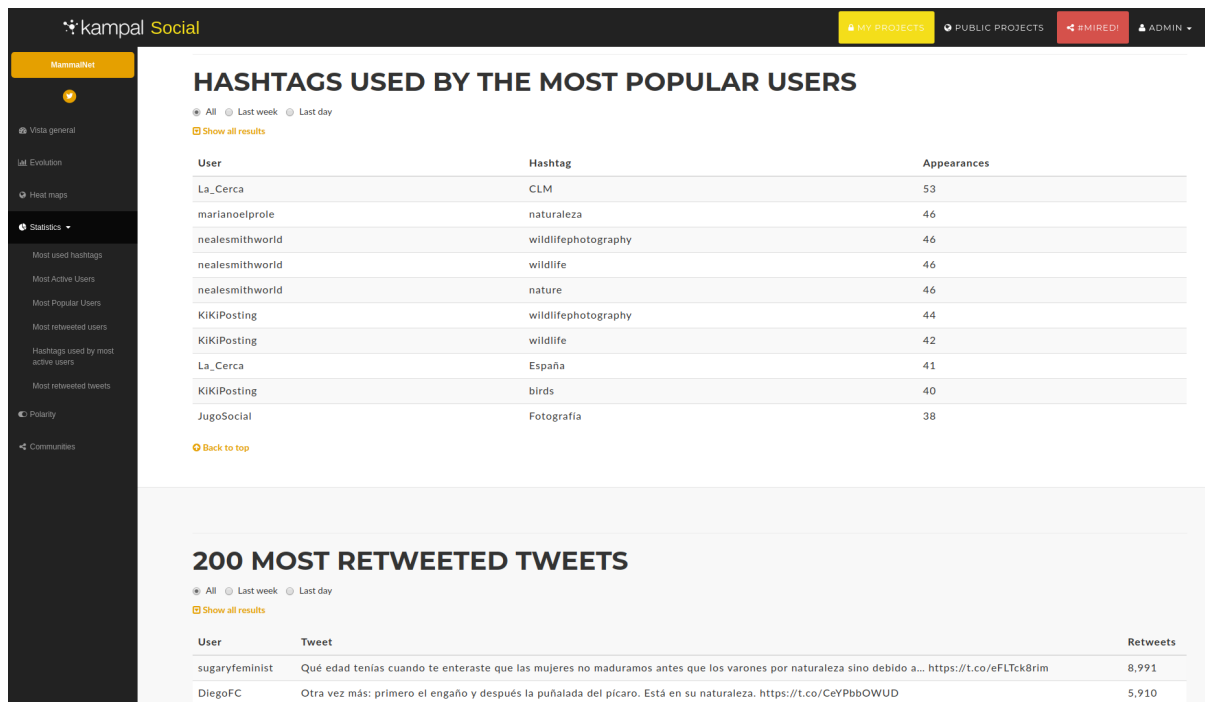 kampal Social
MY PROJECTS
PUBLIC PROJECTS
#MIRED!
ADMIN
MammalNet
Vista general
Evolution
Heat maps
Statistics
Most used hashtags
Most Active Users
Most Popular Users
Most retweeted users
Hashtags used by most
active users
Most retweeted tweets
Polarity
Communities
HASHTAGS USED BY THE MOST POPULAR USERS
All Last week Last day
Show all results
User Hashtag Appearances
La_Cerca CLM 53
marianoelprole naturaleza 46
nealesmithworld wildlifephotography 46
nealesmithworld wildlife 46
nealesmithworld nature 46
KiKiPosting wildlifephotography 44
KiKiPosting wildlife 42
La_Cerca España 41
KiKiPosting birds 40
JugoSocial Fotografía 38
Back to top
200 MOST RETWEETED TWEETS
All Last week Last day
Show all results
User Tweet Retweets
sugaryfeminist Qué edad tenías cuando te enteraste que las mujeres no maduramos antes que los varones por naturaleza sino debido a... https://t.co/eFLTck8rim 8,991
DiegoFC Otra vez más: primero el engaño y después la puñalada del pícaro. Está en su naturaleza. https://t.co/CeYPbbOWUD 5,910